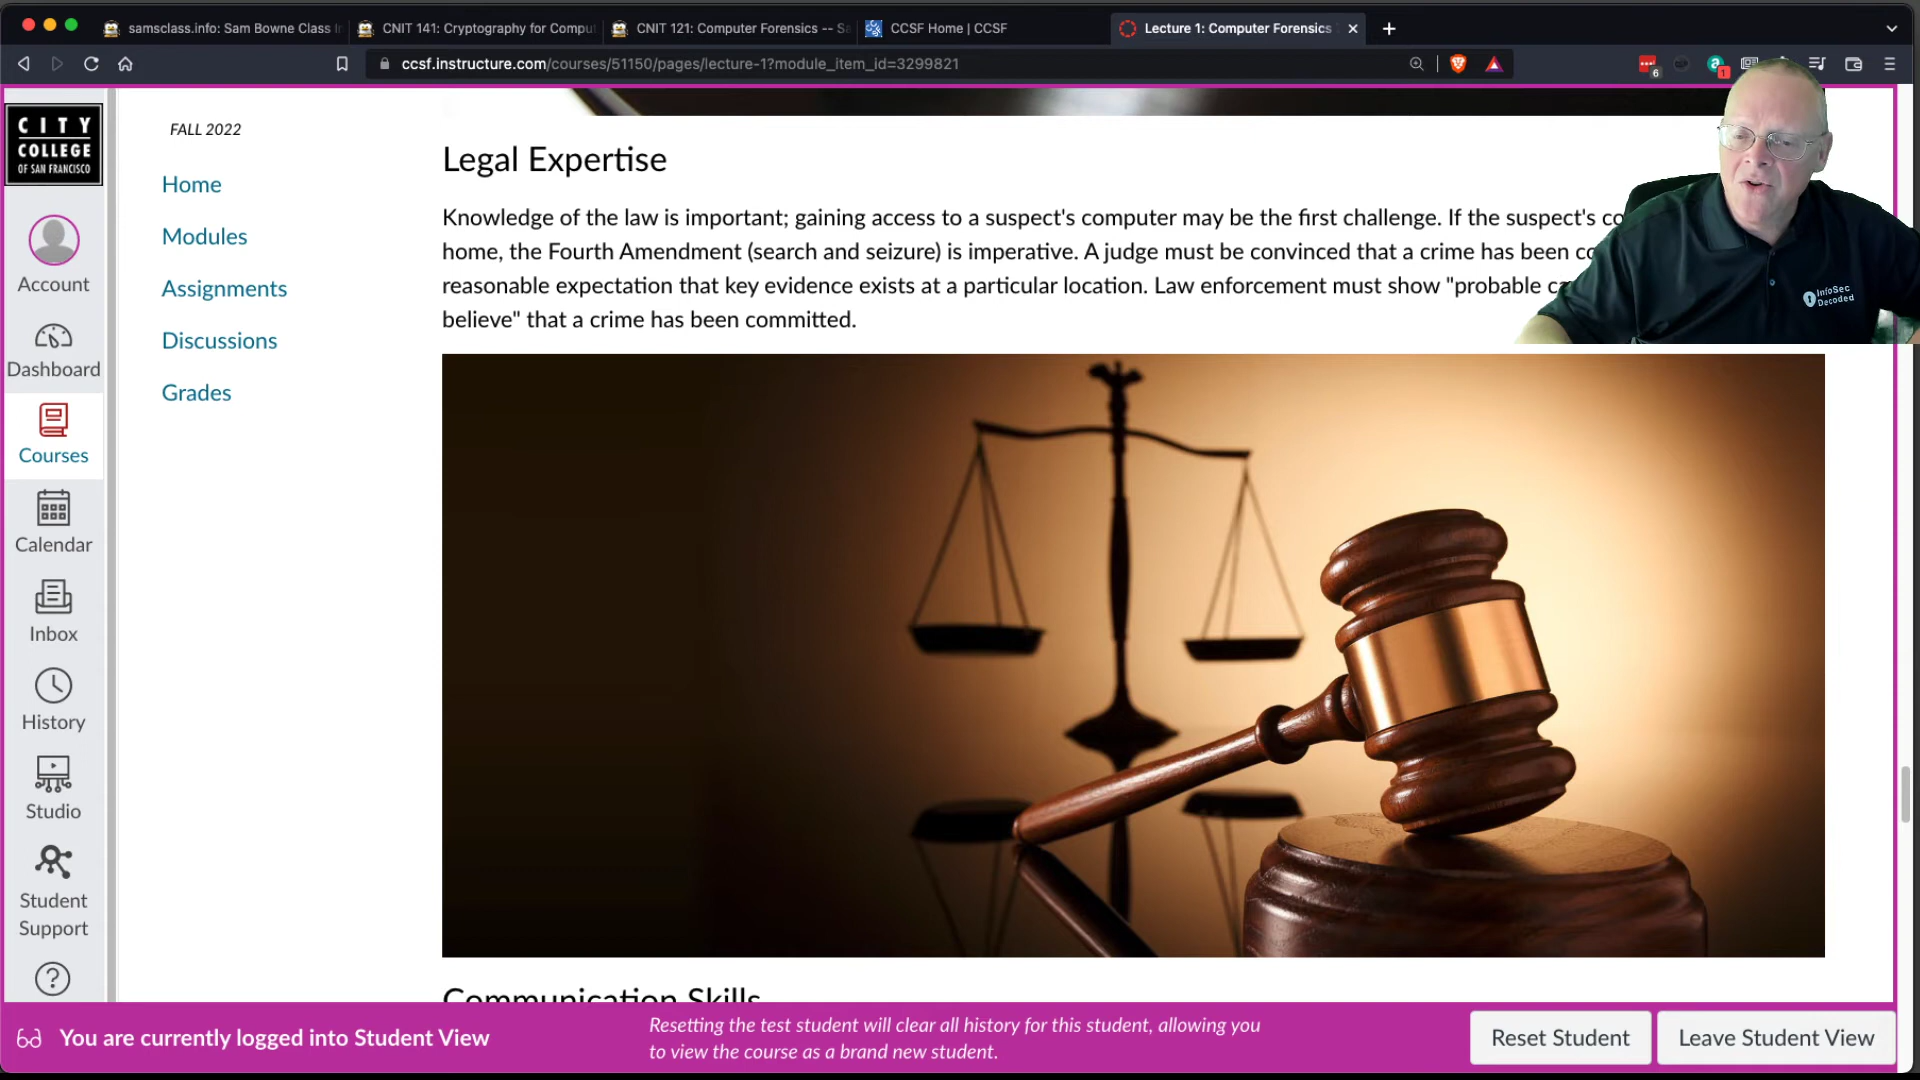 samsclass.info: Sam Bowne Class
CNIT 141: Cryptography for Comput
CNIT 121: Computer Forensics -- Sa
CCSF Home | CCSF
Lecture 1: Computer Forensics
ccsf.instructure.com/courses/51150/pages/lecture-1?module_item_id=3299821
6
1
CITY
COLLEGE
OF SAN FRANCISCO
Account
Dashboard
Courses
Calendar
Inbox
History
Studio
Student
Support
FALL 2022
Home
Modules
Assignments
Discussions
Grades
Legal Expertise
Knowledge of the law is important; gaining access to a suspect's computer may be the first challenge. If the suspect's co
home, the Fourth Amendment (search and seizure) is imperative. A judge must be convinced that a crime has been co
reasonable expectation that key evidence exists at a particular location. Law enforcement must show "probable c
believe" that a crime has been committed.
InfoSec
Decoded
Communication Skills
You are currently logged into Student View
Resetting the test student will clear all history for this student, allowing you
to view the course as a brand new student.
Reset Student
Leave Student View